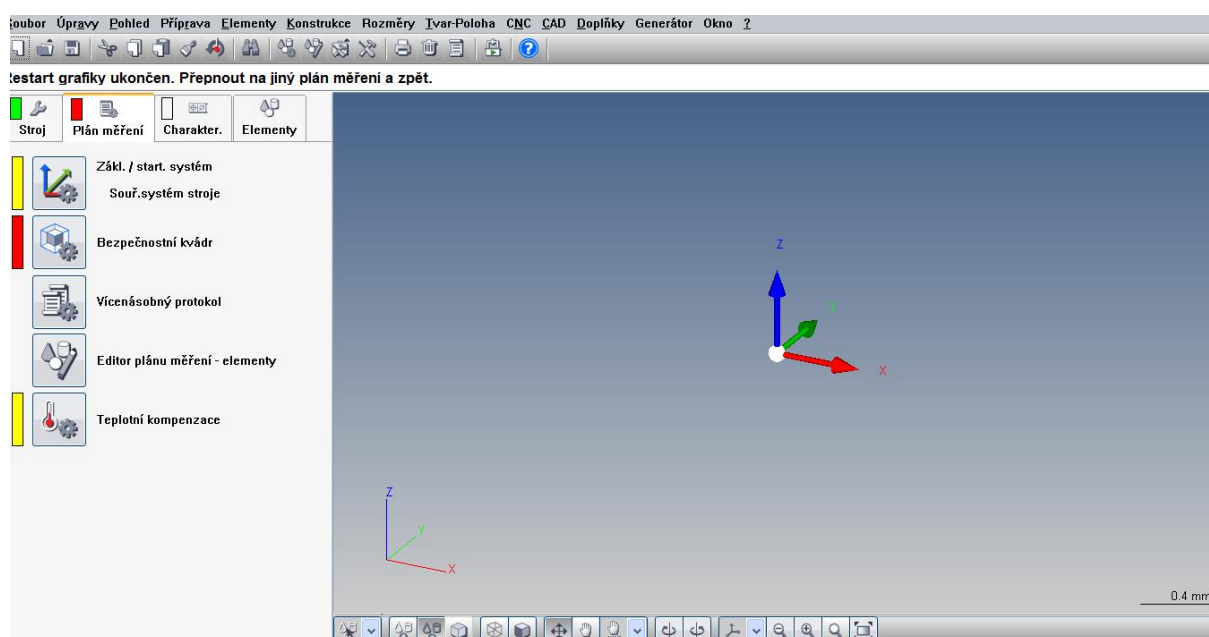 Soubor Úpravy Pohled Příprava Elementy Konstrukce Rozměry Tvar-Poloha CNC CAD Doplňky Generátor Okno ?
Restart grafiky ukončen. Přepnout na jiný plán měření a zpět.
Stroj Plán měření Charakter. Elementy
Zákl. / start. systém
Souř.systém stroje
Bezpečnostní kvádr
Vícenásobný protokol
Editor plánu měření - elementy
Teplotní kompenzace
Z
Y
X
Z
Y
X
0.4 mm